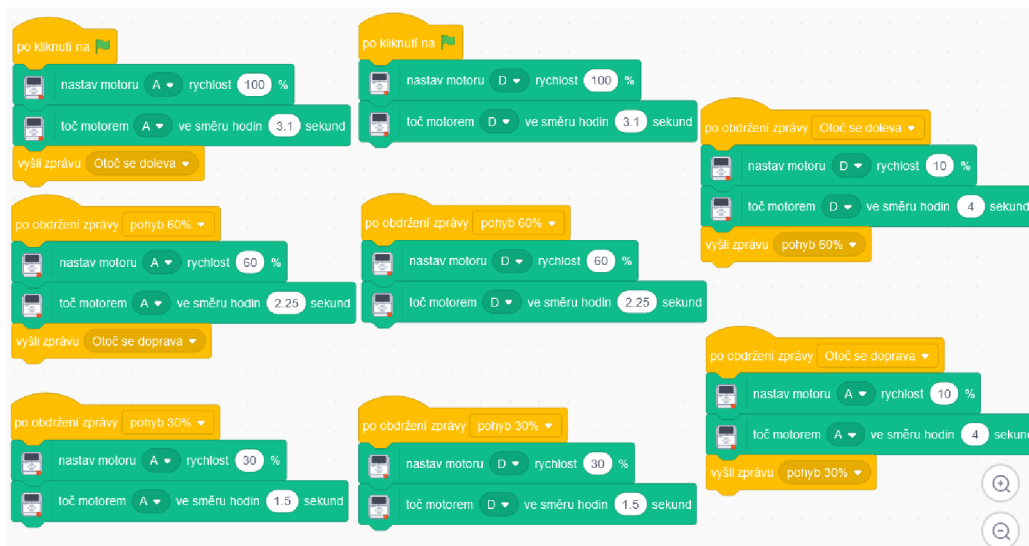 po kliknutí na
nastav motoru A rychlost 100 %
toč motorem A ve směru hodin 3.1 sekund
vyšli zprávu Otoč se doleva
po kliknutí na
nastav motoru D rychlost 100 %
toč motorem D ve směru hodin 3.1 sekund
po obdržení zprávy Otoč se doleva
nastav motoru D rychlost 10 %
toč motorem D ve směru hodin 4 sekund
vyšli zprávu pohyb 60%
po obdržení zprávy pohyb 60%
nastav motoru A rychlost 60 %
toč motorem A ve směru hodin 2.25 sekund
vyšli zprávu Otoč se doprava
po obdržení zprávy pohyb 60%
nastav motoru D rychlost 60 %
toč motorem D ve směru hodin 2.25 sekund
po obdržení zprávy Otoč se doprava
nastav motoru A rychlost 10 %
toč motorem A ve směru hodin 4 sekund
vyšli zprávu pohyb 30%
po obdržení zprávy pohyb 30%
nastav motoru A rychlost 30 %
toč motorem A ve směru hodin 1.5 sekund
po obdržení zprávy pohyb 30%
nastav motoru D rychlost 30 %
toč motorem D ve směru hodin 1.5 sekund